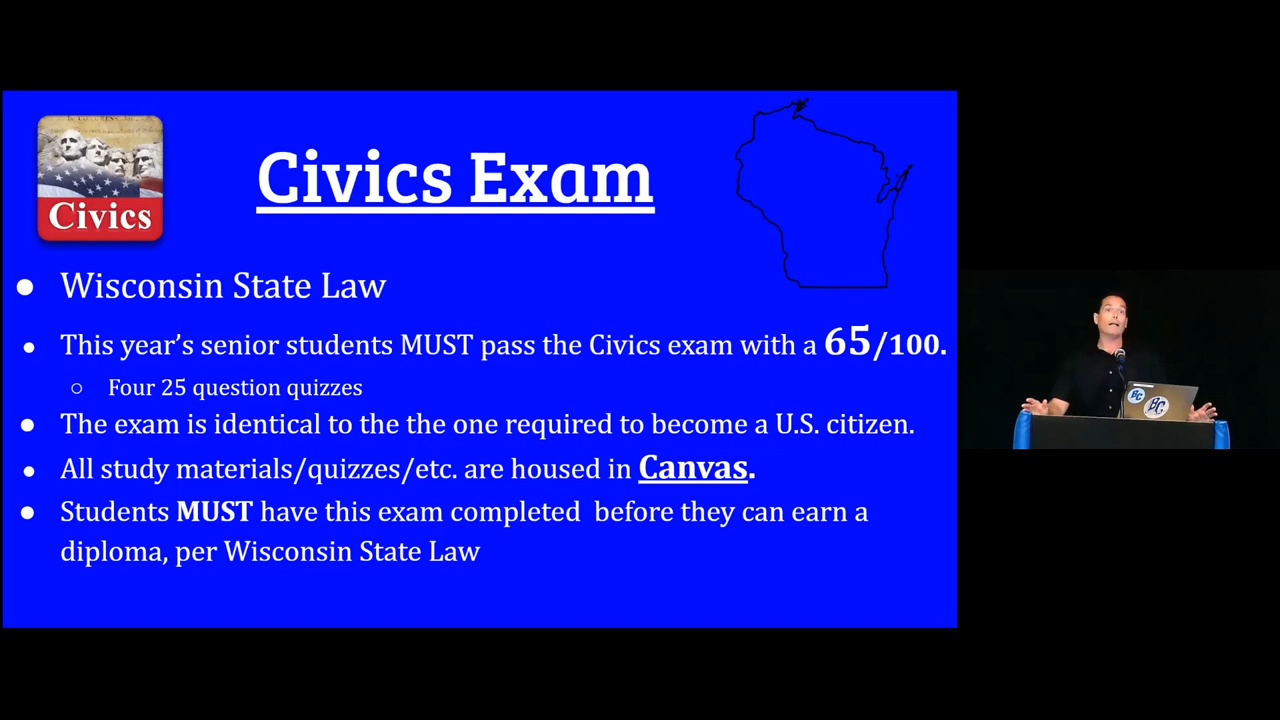 Civics
Civics Exam
● Wisconsin State Law
● This year’s senior students MUST pass the Civics exam with a 65/100.
○ Four 25 question quizzes
● The exam is identical to the the one required to become a U.S. citizen.
● All study materials/quizzes/etc. are housed in Canvas.
● Students MUST have this exam completed before they can earn a
diploma, per Wisconsin State Law
BC
BC